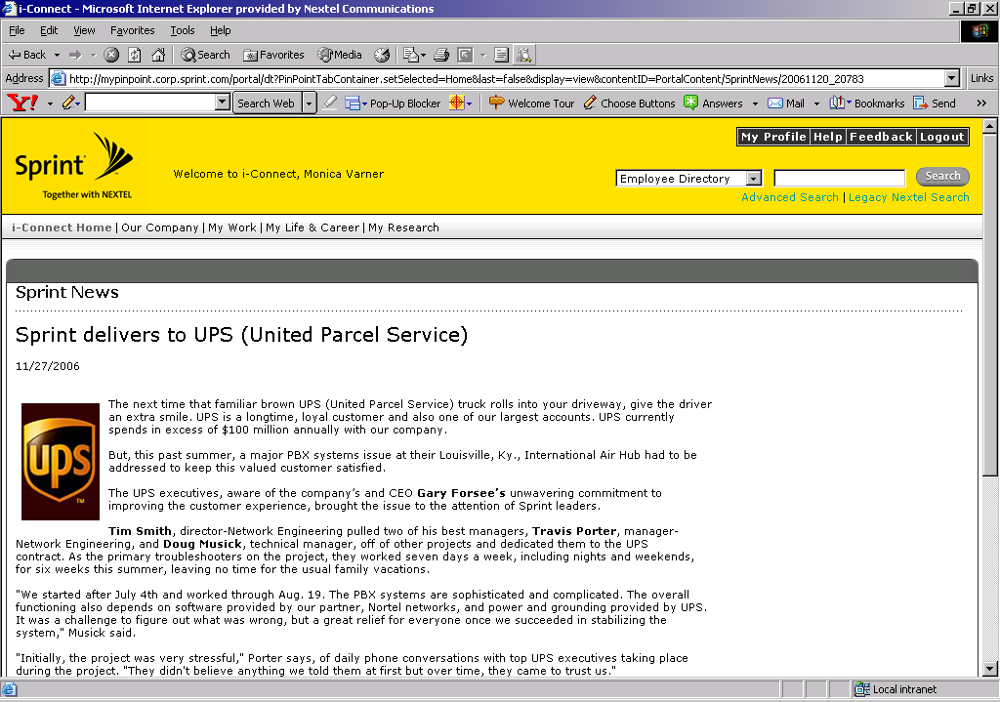 i-Connect - Microsoft Internet Explorer provided by Nextel Communications
File Edit View Favorites Tools Help
Back Search Favorites Media
Address http://mypinpoint.corp.sprint.com/portal/dt?PinPointTabContainer.setSelected=Home&last=false&display=view&contentID=PortalContent/SprintNews/20061120_20783 Links
Y! Search Web Pop-Up Blocker Welcome Tour Choose Buttons Answers Mail Bookmarks Send >>
My Profile Help Feedback Logout
Sprint
Together with NEXTEL
Welcome to i-Connect, Monica Varner
Employee Directory Search
Advanced Search | Legacy Nextel Search
i-Connect Home | Our Company | My Work | My Life & Career | My Research
Sprint News
Sprint delivers to UPS (United Parcel Service)
11/27/2006
ups
TM
The next time that familiar brown UPS (United Parcel Service) truck rolls into your driveway, give the driver
an extra smile. UPS is a longtime, loyal customer and also one of our largest accounts. UPS currently
spends in excess of $100 million annually with our company.
But, this past summer, a major PBX systems issue at their Louisville, Ky., International Air Hub had to be
addressed to keep this valued customer satisfied.
The UPS executives, aware of the company's and CEO Gary Forsee's unwavering commitment to
improving the customer experience, brought the issue to the attention of Sprint leaders.
Tim Smith, director-Network Engineering pulled two of his best managers, Travis Porter, manager-
Network Engineering, and Doug Musick, technical manager, off of other projects and dedicated them to the UPS
contract. As the primary troubleshooters on the project, they worked seven days a week, including nights and weekends,
for six weeks this summer, leaving no time for the usual family vacations.
"We started after July 4th and worked through Aug. 19. The PBX systems are sophisticated and complicated. The overall
functioning also depends on software provided by our partner, Nortel networks, and power and grounding provided by UPS.
It was a challenge to figure out what was wrong, but a great relief for everyone once we succeeded in stabilizing the
system," Musick said.
"Initially, the project was very stressful," Porter says, of daily phone conversations with top UPS executives taking place
during the project. "They didn't believe anything we told them at first but over time, they came to trust us."
Local intranet